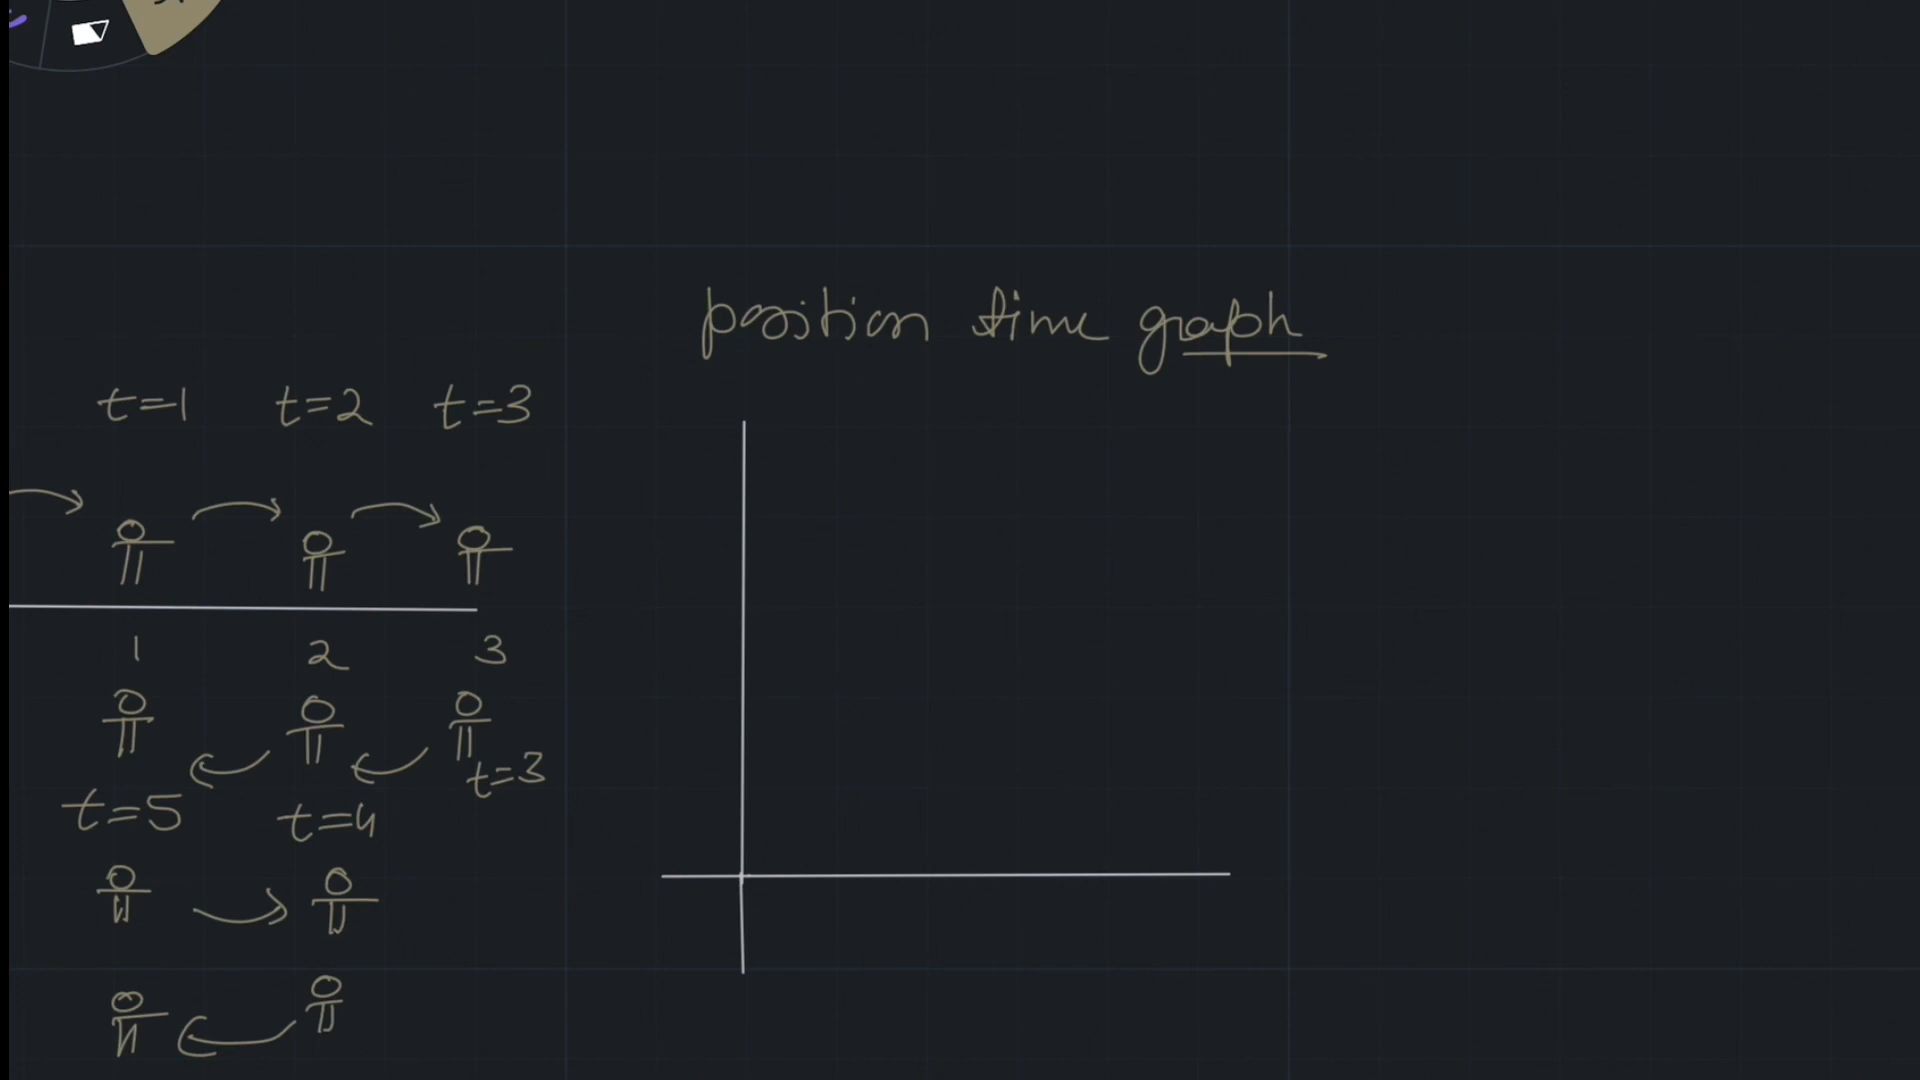 position time graph
t=1 t=2 t=3
1 2 3
t=3
t=5 t=4